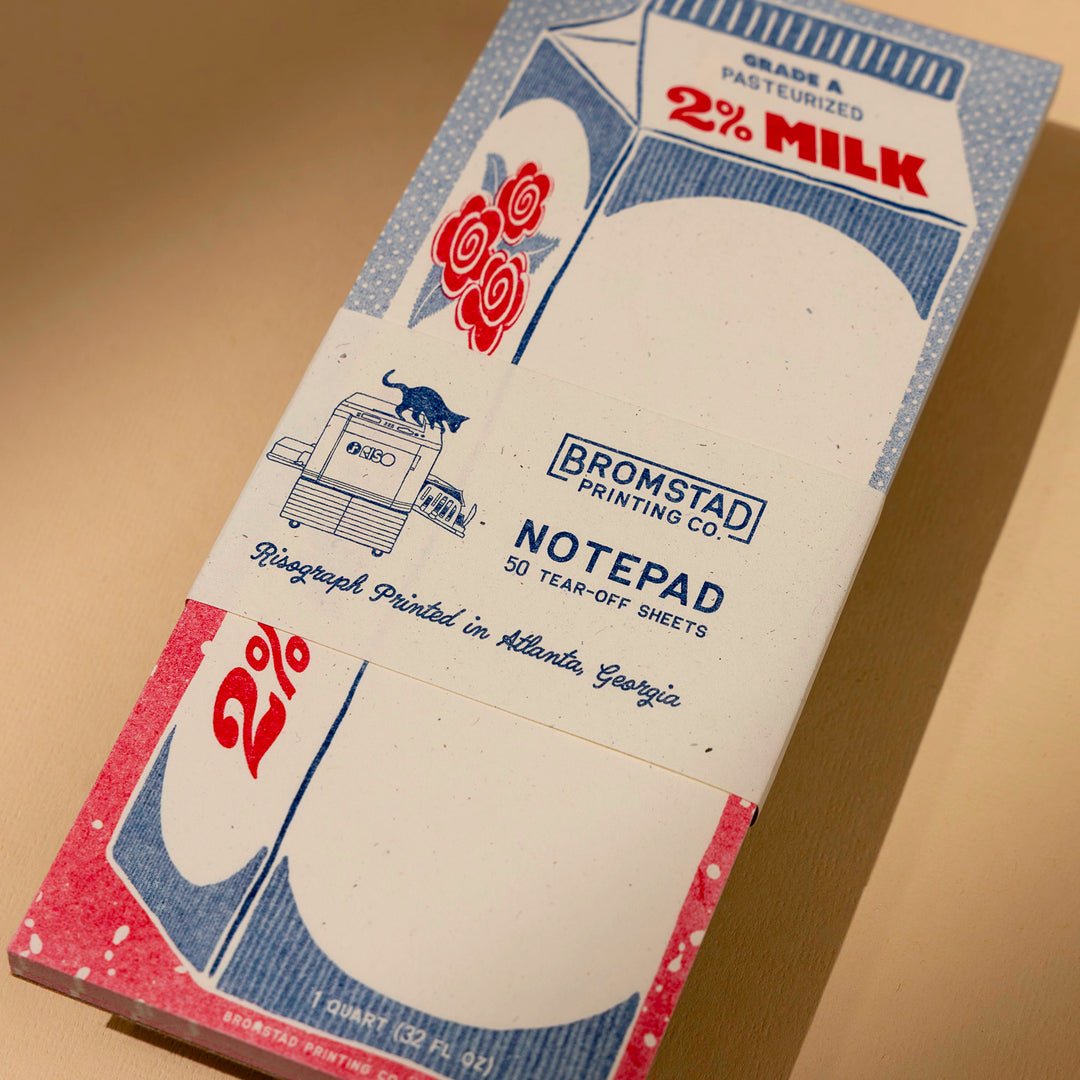 GRADE A
PASTEURIZED
2% MILK
RISO
BROMSTAD
PRINTING CO.
NOTEPAD
50 TEAR-OFF SHEETS
Risograph Printed in Atlanta, Georgia
2%
1 QUART (32 FL OZ)
BROMSTAD PRINTING CO